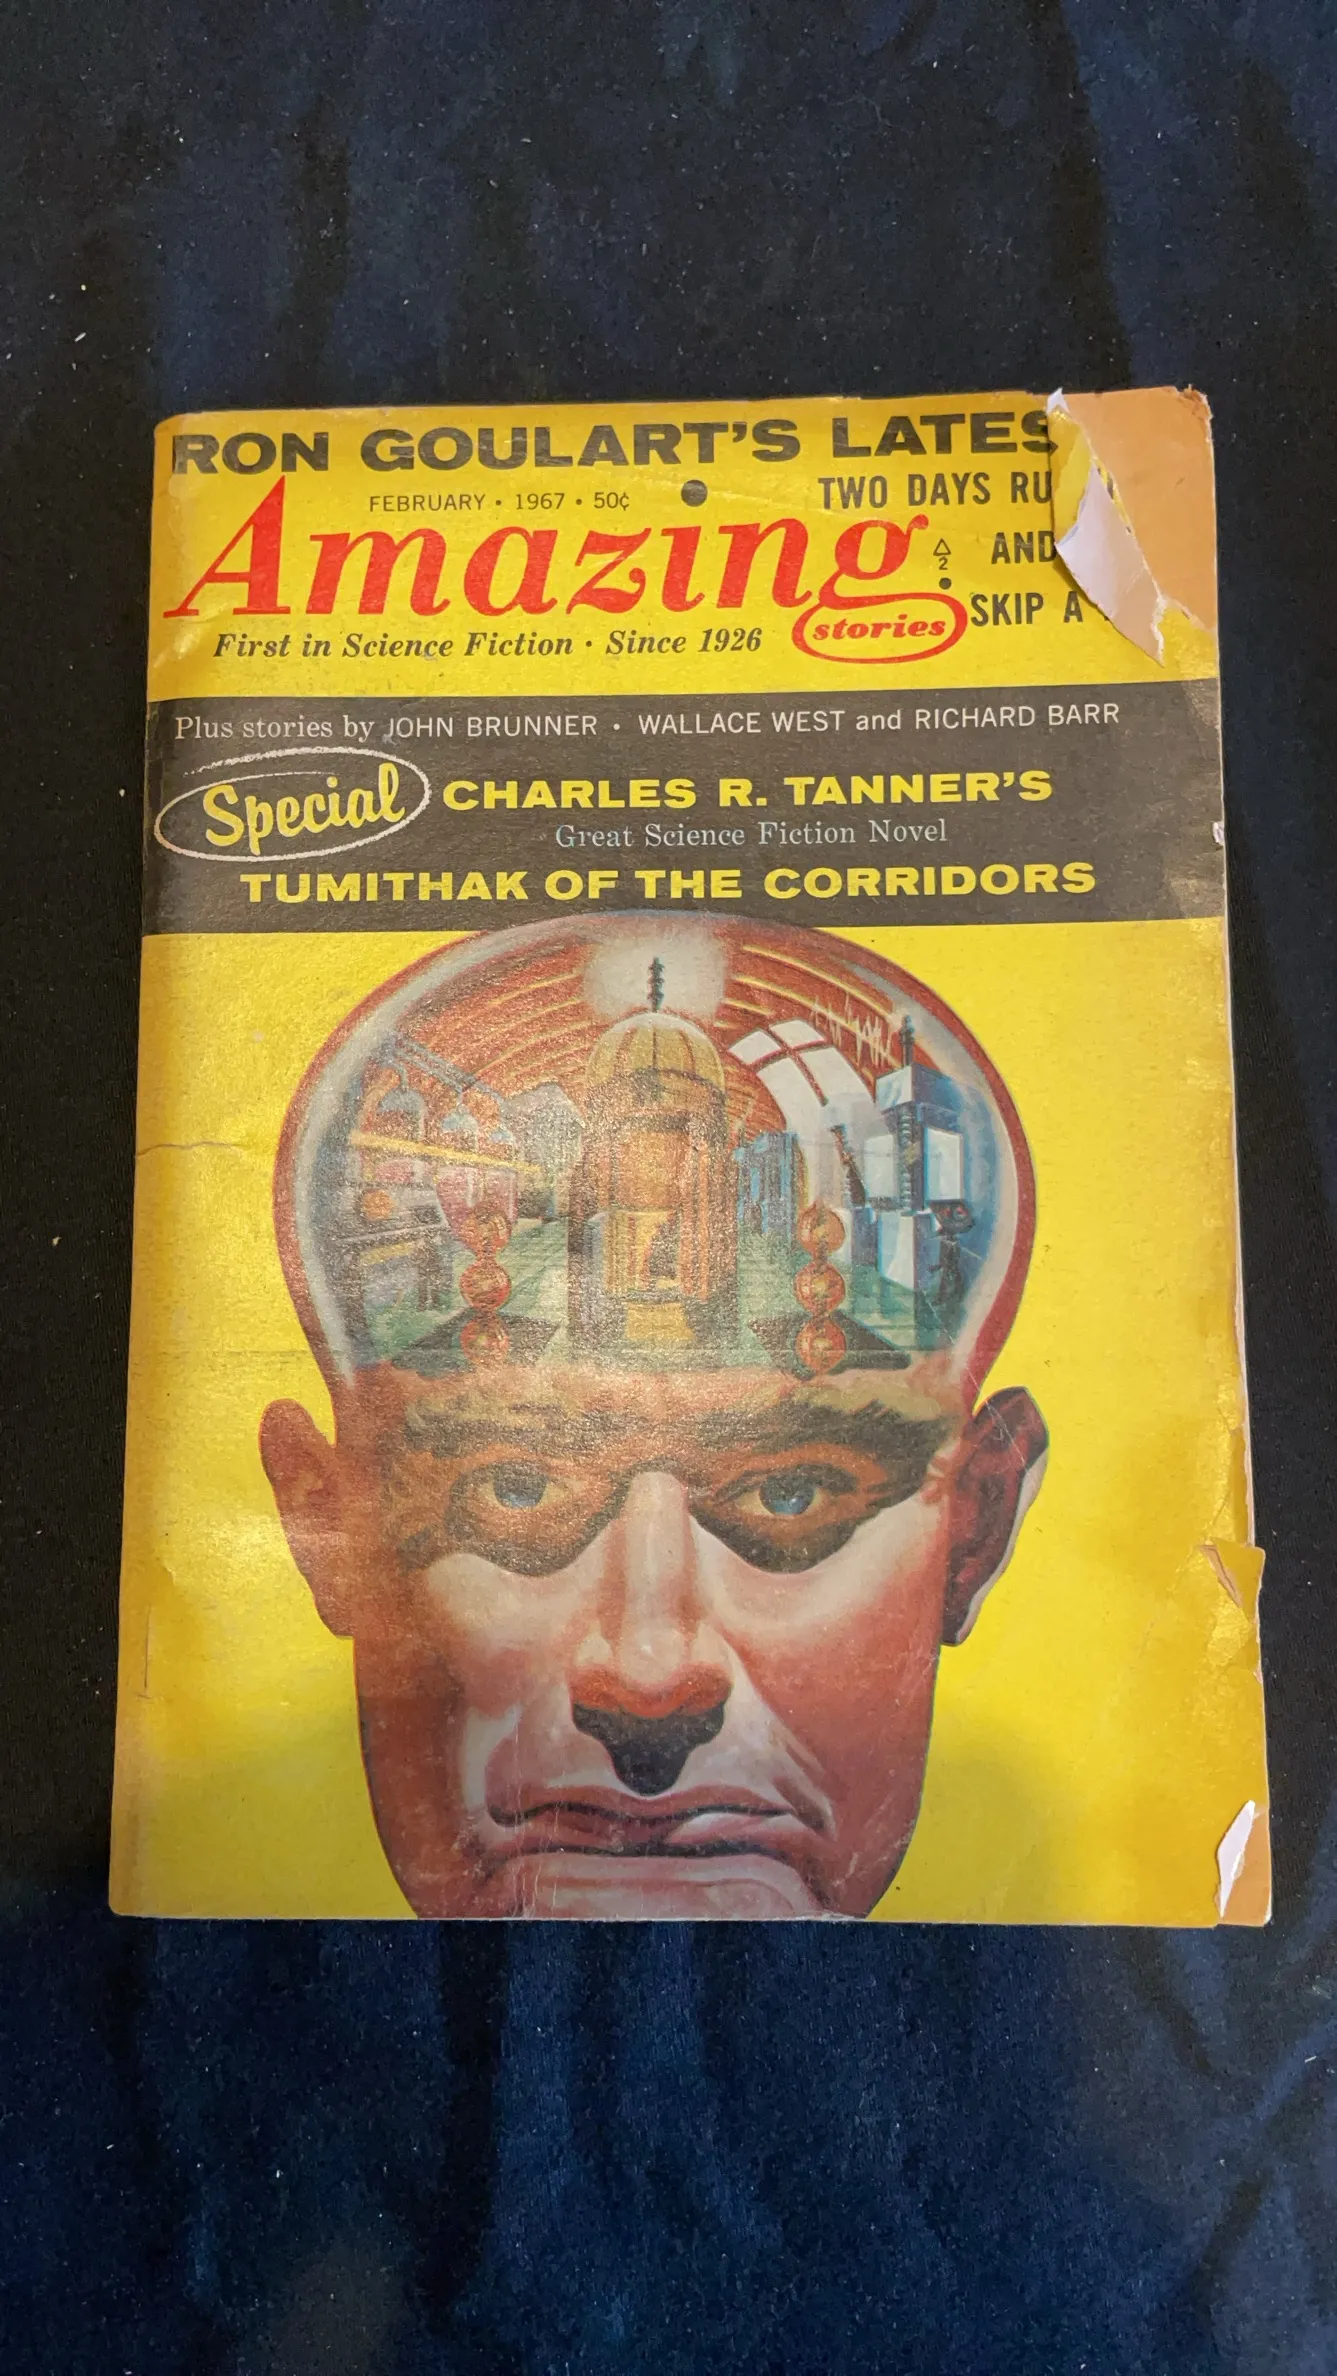 RON GOULART'S LATES
FEBRUARY • 1967 • 50¢
TWO DAYS RU
Amazing
stories
2
AND
SKIP A
First in Science Fiction • Since 1926
Plus stories by JOHN BRUNNER • WALLACE WEST and RICHARD BARR
Special
CHARLES R. TANNER'S
Great Science Fiction Novel
TUMITHAK OF THE CORRIDORS